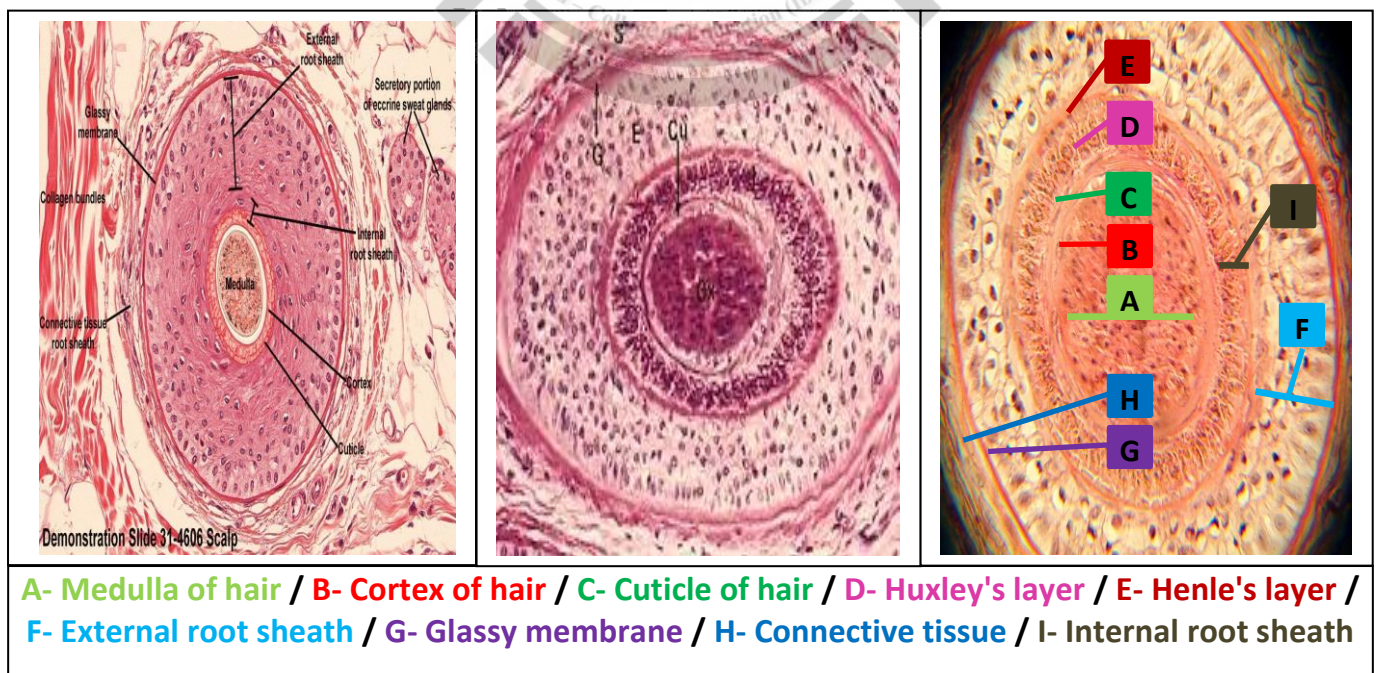 External
root sheath
Secretory portion
of eccrine sweat glands
Glassy
membrane
Collagen bundles
Internal
root sheath
Medulla
Connective tissue
root sheath
Cortex
Cuticle
Demonstration Slide 31-4606 Scalp
S
G
E
Cu
Gx
E
D
C
B
A
I
F
H
G
A- Medulla of hair / B- Cortex of hair / C- Cuticle of hair / D- Huxley's layer / E- Henle's layer /
F- External root sheath / G- Glassy membrane / H- Connective tissue / I- Internal root sheath